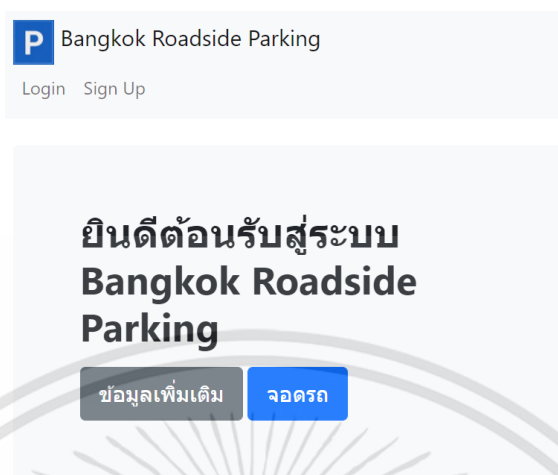 P Bangkok Roadside Parking
Login Sign Up
ยินดีต้อนรับสู่ระบบ
Bangkok Roadside
Parking
ข้อมูลเพิ่มเติม จอดรถ